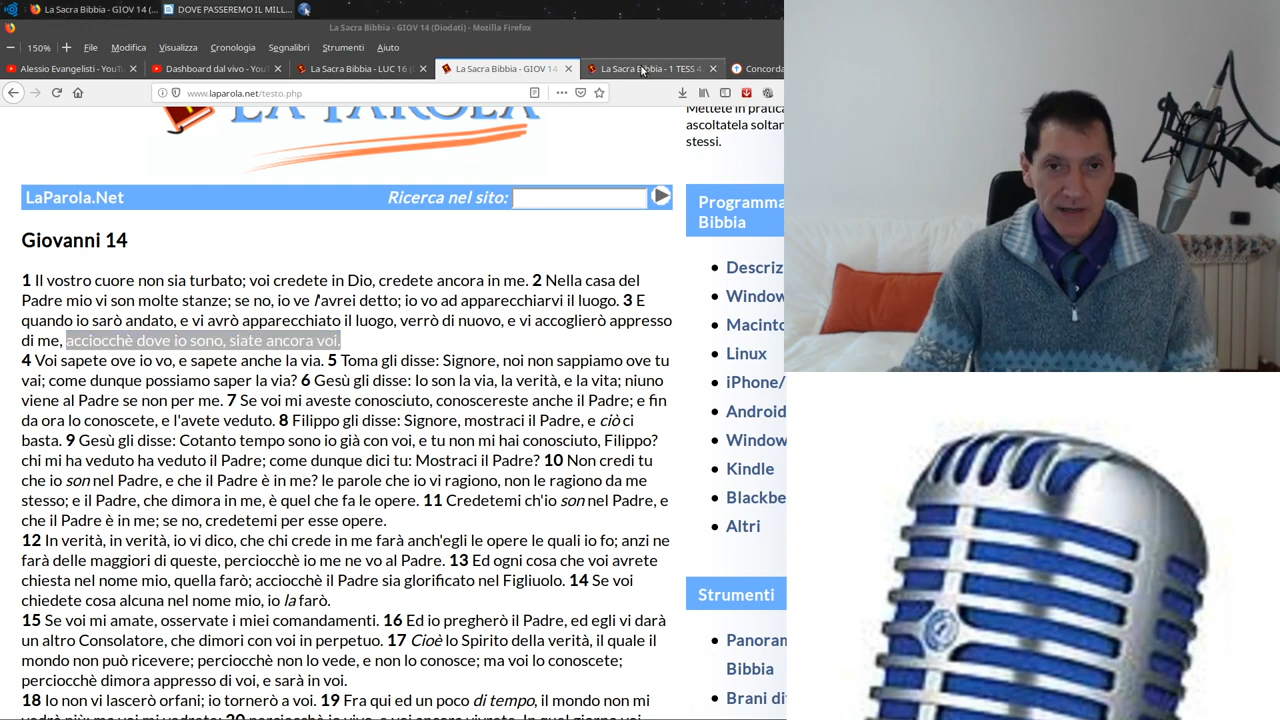 La Sacra Bibbia - GIOV 14 (...
DOVE PASSEREMO IL MILL...
La Sacra Bibbia - GIOV 14 (Diodati) - Mozilla Firefox
150% File Modifica Visualizza Cronologia Segnalibri Strumenti Aiuto
Alessio Evangelisti - YouT
Dashboard dal vivo - YouT
La Sacra Bibbia - LUC 16 (
La Sacra Bibbia - GIOV 14
La Sacra Bibbia - 1 TESS 4
Concorda
www.laparola.net/testo.php
LA PAROLA
Mettete in pratica
ascoltatela soltan
stessi.
LaParola.Net
Ricerca nel sito:
Giovanni 14
1 Il vostro cuore non sia turbato; voi credete in Dio, credete ancora in me. 2 Nella casa del
Padre mio vi son molte stanze; se no, io ve l'avrei detto; io vo ad apparecchiarvi il luogo. 3 E
quando io sarò andato, e vi avrò apparecchiato il luogo, verrò di nuovo, e vi accoglierò appresso
di me, acciocchè dove io sono, siate ancora voi.
4 Voi sapete ove io vo, e sapete anche la via. 5 Toma gli disse: Signore, noi non sappiamo ove tu
vai; come dunque possiamo saper la via? 6 Gesù gli disse: Io son la via, la verità, e la vita; niuno
viene al Padre se non per me. 7 Se voi mi aveste conosciuto, conoscereste anche il Padre; e fin
da ora lo conoscete, e l'avete veduto. 8 Filippo gli disse: Signore, mostraci il Padre, e ciò ci
basta. 9 Gesù gli disse: Cotanto tempo sono io già con voi, e tu non mi hai conosciuto, Filippo?
chi mi ha veduto ha veduto il Padre; come dunque dici tu: Mostraci il Padre? 10 Non credi tu
che io son nel Padre, e che il Padre è in me? le parole che io vi ragiono, non le ragiono da me
stesso; e il Padre, che dimora in me, è quel che fa le opere. 11 Credetemi ch'io son nel Padre, e
che il Padre è in me; se no, credetemi per esse opere.
12 In verità, in verità, io vi dico, che chi crede in me farà anch'egli le opere le quali io fo; anzi ne
farà delle maggiori di queste, perciocchè io me ne vo al Padre. 13 Ed ogni cosa che voi avrete
chiesta nel nome mio, quella farò; acciocchè il Padre sia glorificato nel Figliuolo. 14 Se voi
chiedete cosa alcuna nel nome mio, io la farò.
15 Se voi mi amate, osservate i miei comandamenti. 16 Ed io pregherò il Padre, ed egli vi darà
un altro Consolatore, che dimori con voi in perpetuo. 17 Cioè lo Spirito della verità, il quale il
mondo non può ricevere; perciocchè non lo vede, e non lo conosce; ma voi lo conoscete;
perciocchè dimora appresso di voi, e sarà in voi.
18 Io non vi lascerò orfani; io tornerò a voi. 19 Fra qui ed un poco di tempo, il mondo non mi
Programma
Bibbia
Descriz
Window
Macinto
Linux
iPhone/
Android
Window
Kindle
Blackbe
Altri
Strumenti
Panoram
Bibbia
Brani di